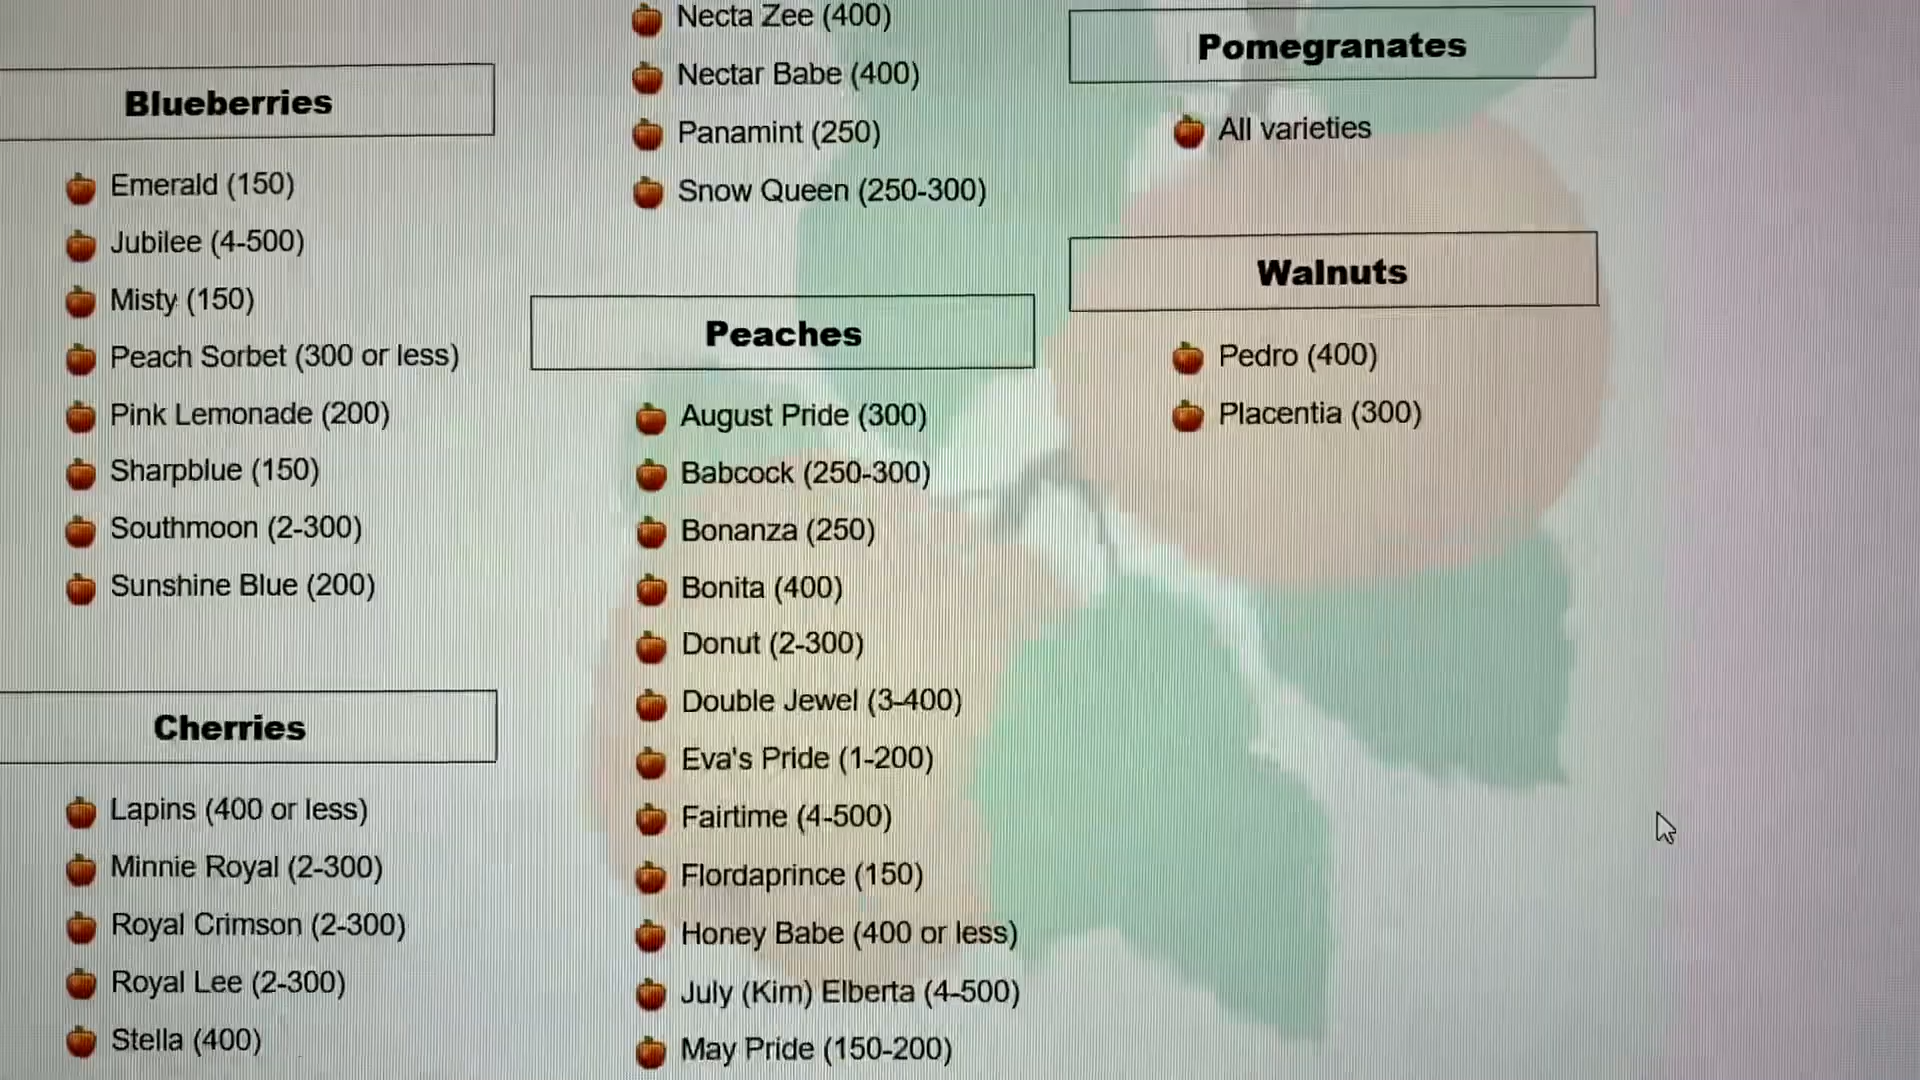 Blueberries
Emerald (150)
Jubilee (4-500)
Misty (150)
Peach Sorbet (300 or less)
Pink Lemonade (200)
Sharpblue (150)
Southmoon (2-300)
Sunshine Blue (200)
Cherries
Lapins (400 or less)
Minnie Royal (2-300)
Royal Crimson (2-300)
Royal Lee (2-300)
Stella (400)
Necta Zee (400)
Nectar Babe (400)
Panamint (250)
Snow Queen (250-300)
Peaches
August Pride (300)
Babcock (250-300)
Bonanza (250)
Bonita (400)
Donut (2-300)
Double Jewel (3-400)
Eva's Pride (1-200)
Fairtime (4-500)
Flordaprince (150)
Honey Babe (400 or less)
July (Kim) Elberta (4-500)
May Pride (150-200)
Pomegranates
All varieties
Walnuts
Pedro (400)
Placentia (300)